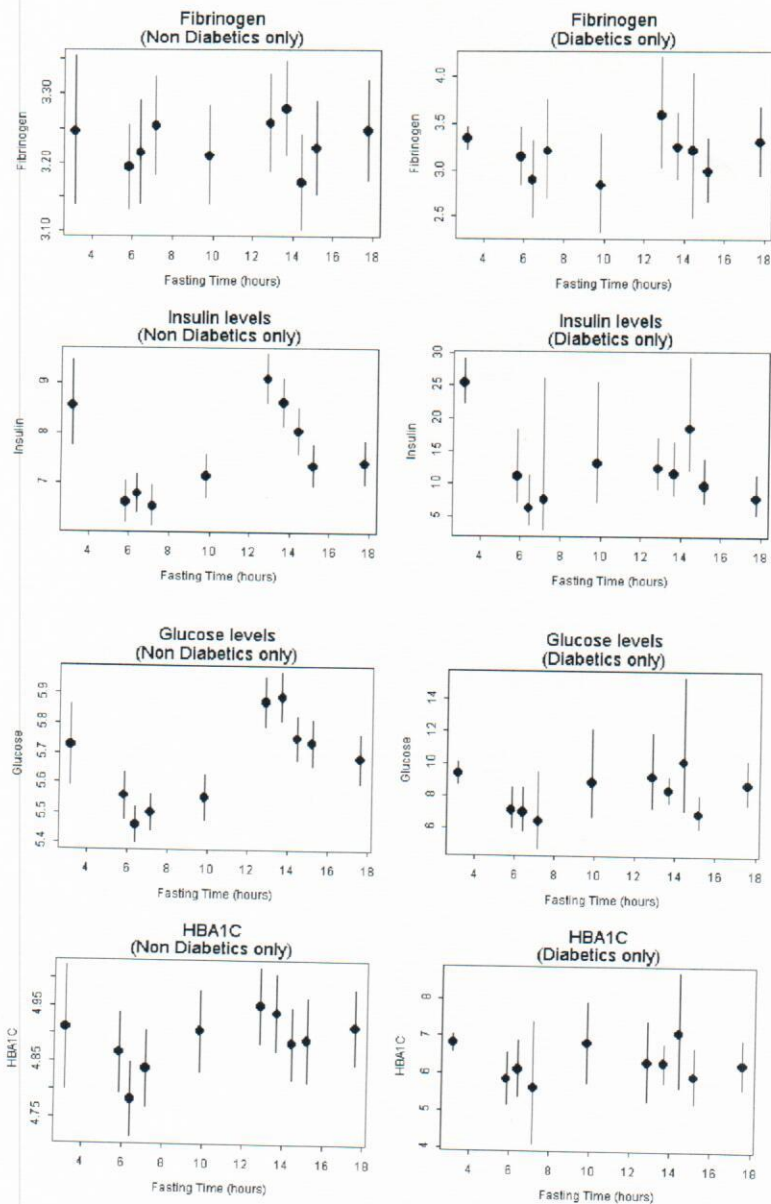 Fibrinogen
(Non Diabetics only)
Fibrinogen
3.10 3.20 3.30
4 6 8 10 12 14 16 18
Fasting Time (hours)
Fibrinogen
(Diabetics only)
Fibrinogen
2.5 3.0 3.5 4.0
4 6 8 10 12 14 16 18
Fasting Time (hours)
Insulin levels
(Non Diabetics only)
Insulin
7 8 9
4 6 8 10 12 14 16 18
Fasting Time (hours)
Insulin levels
(Diabetics only)
Insulin
5 10 15 20 25 30
4 6 8 10 12 14 16 18
Fasting Time (hours)
Glucose levels
(Non Diabetics only)
Glucose
5.4 5.5 5.6 5.7 5.8 5.9
4 6 8 10 12 14 16 18
Fasting Time (hours)
Glucose levels
(Diabetics only)
Glucose
6 8 10 12 14
4 6 8 10 12 14 16 18
Fasting Time (hours)
HBA1C
(Non Diabetics only)
HBA1C
4.75 4.85 4.95
4 6 8 10 12 14 16 18
Fasting Time (hours)
HBA1C
(Diabetics only)
HBA1C
4 5 6 7 8
4 6 8 10 12 14 16 18
Fasting Time (hours)